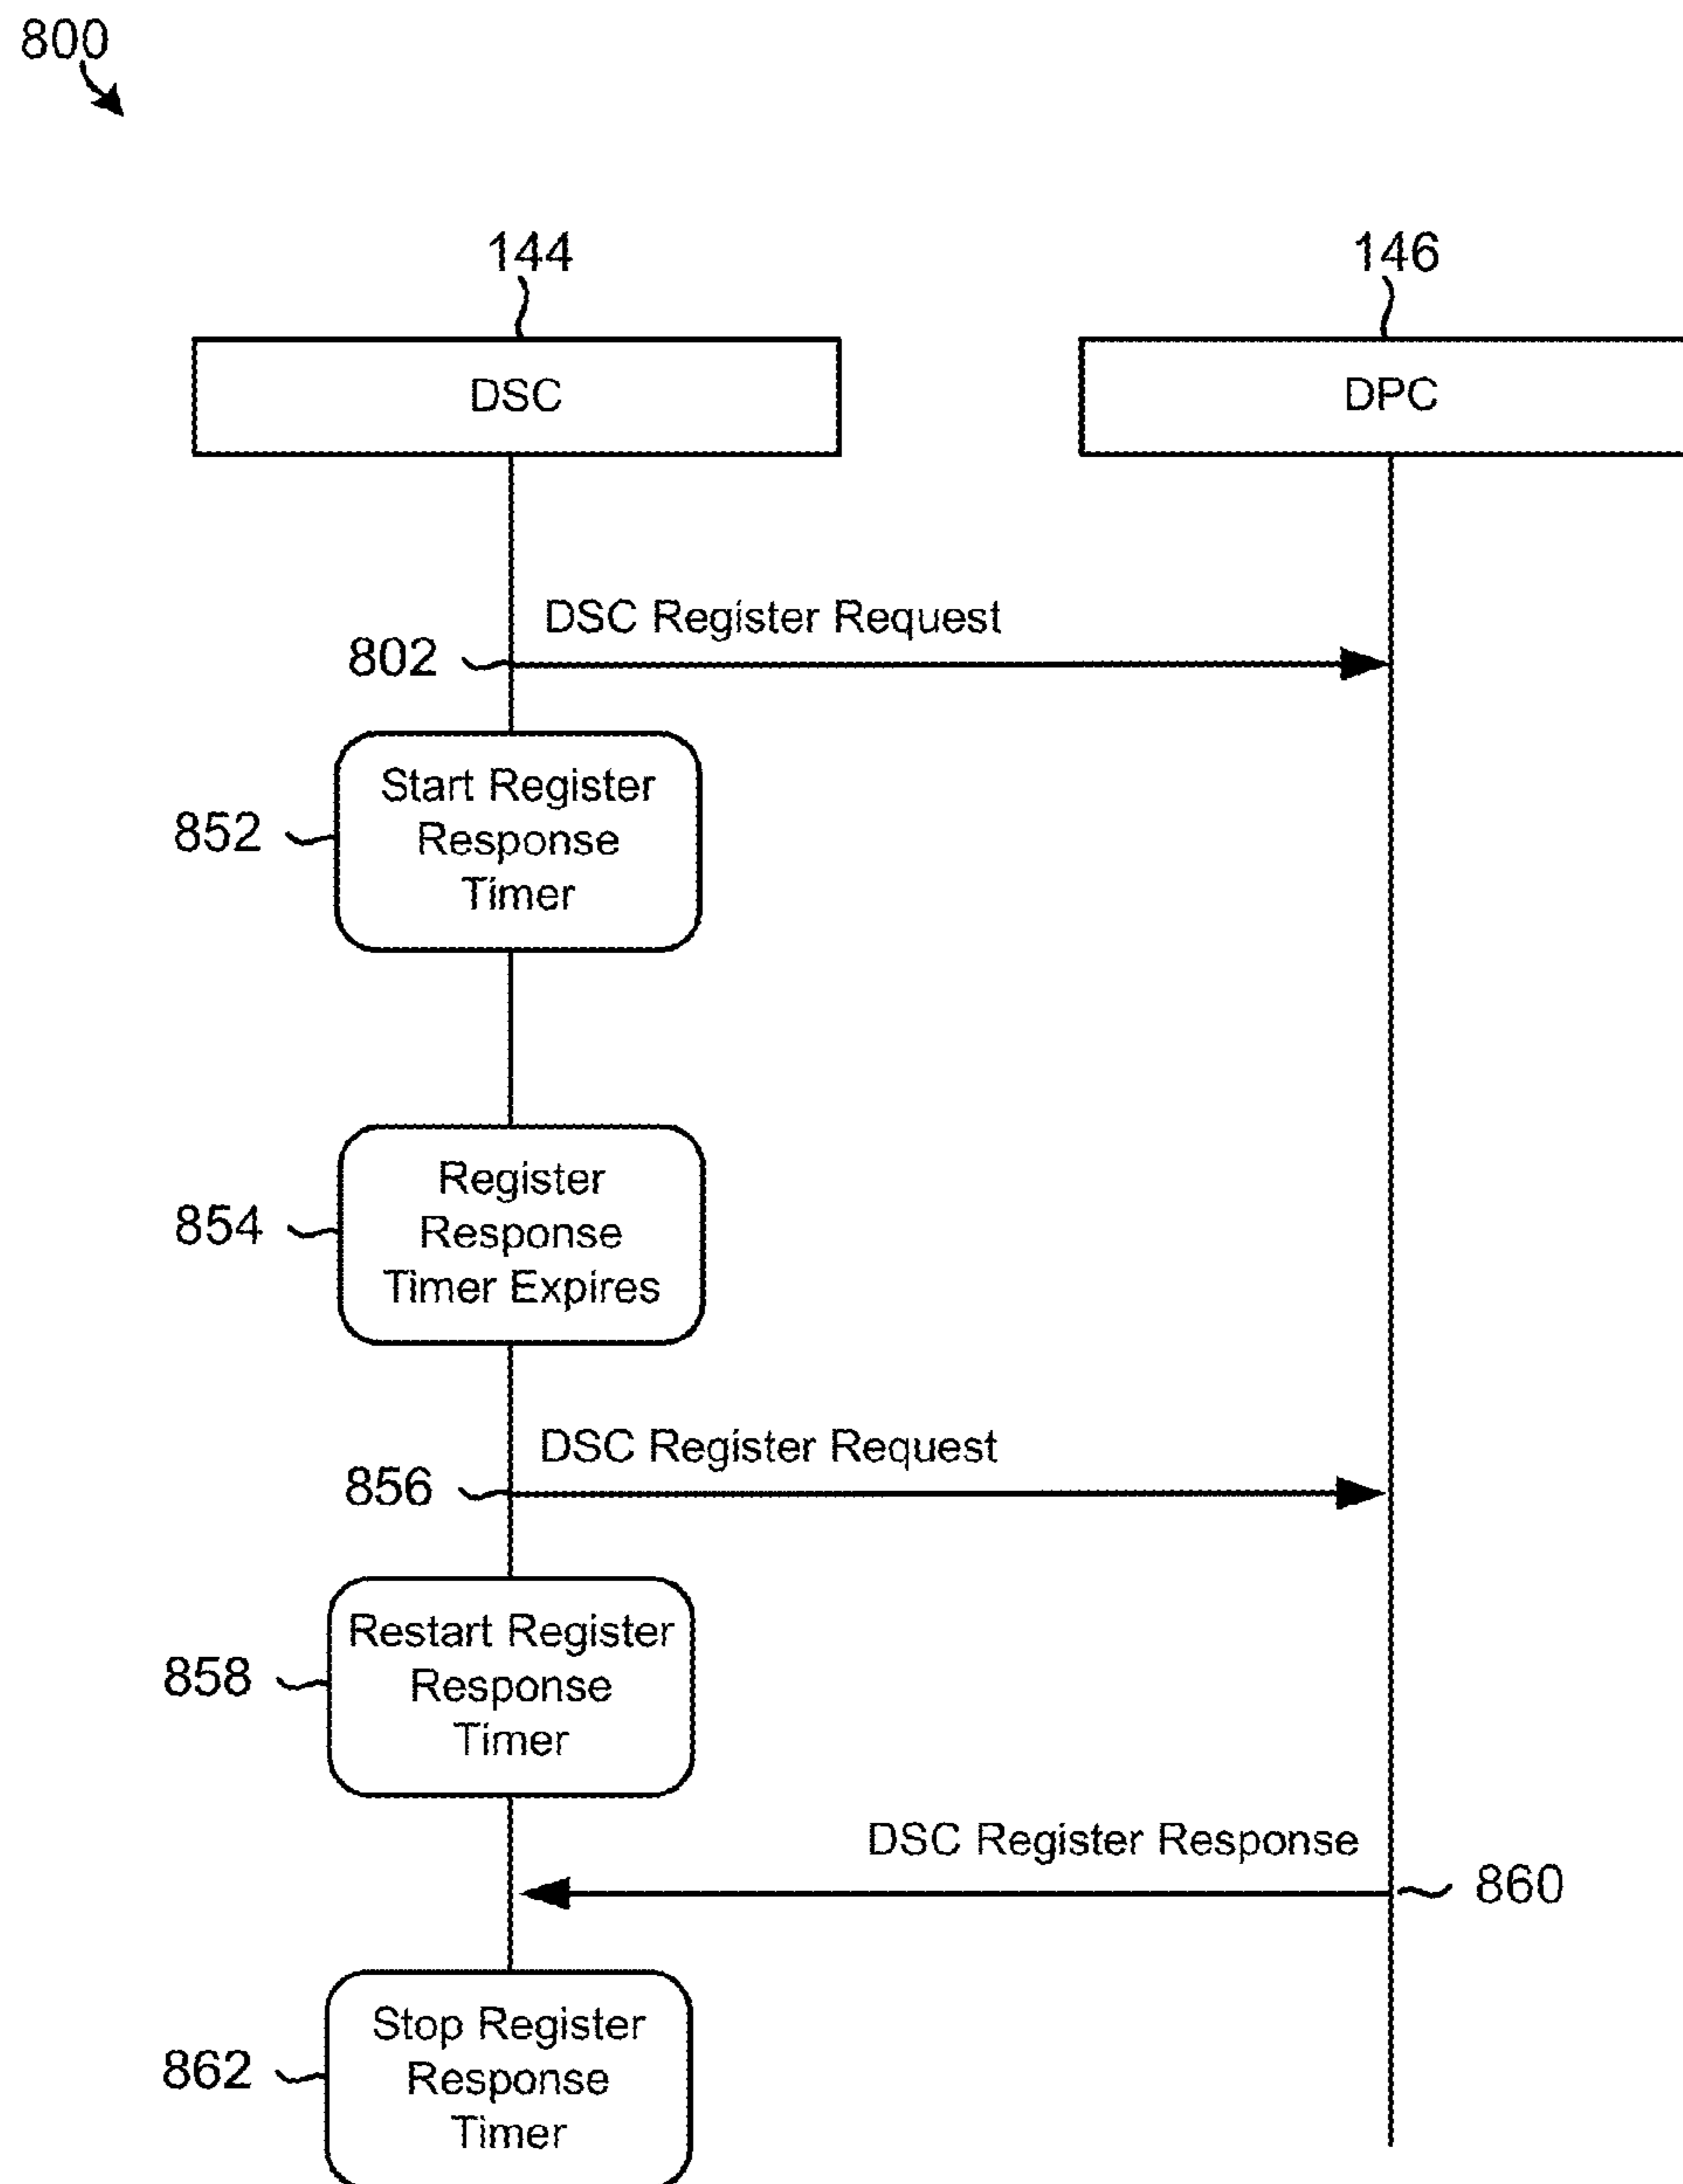 800
144
146
DSC
DPC
DSC Register Request
802
Start Register
Response
Timer
852
Register
Response
Timer Expires
854
DSC Register Request
856
Restart Register
Response
Timer
858
DSC Register Response
860
Stop Register
Response
Timer
862